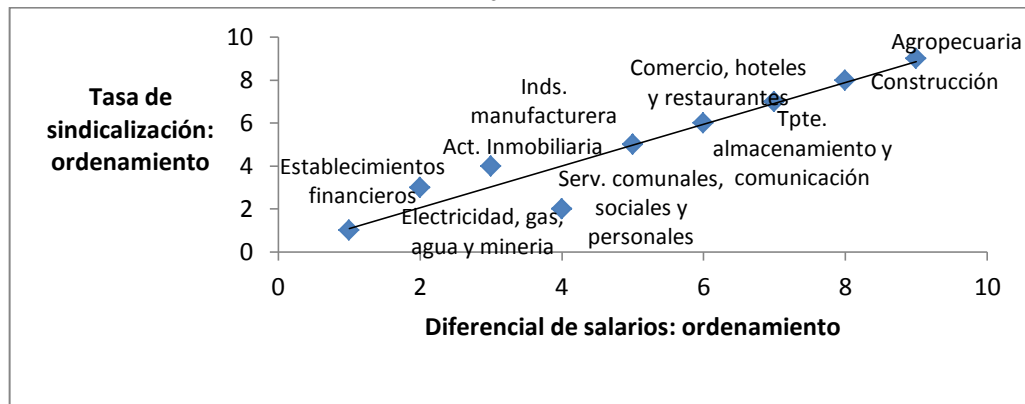 Tasa de
sindicalización:
ordenamiento
10
8
6
4
2
0
Establecimientos
financieros
Electricidad, gas,
agua y mineria
Act. Inmobiliaria
Inds.
manufacturera
Serv. comunales,
sociales y
personales
Comercio, hoteles
y restaurantes
Tpte.
almacenamiento y
comunicación
Construcción
Agropecuaria
0 2 4 6 8 10
Diferencial de salarios: ordenamiento